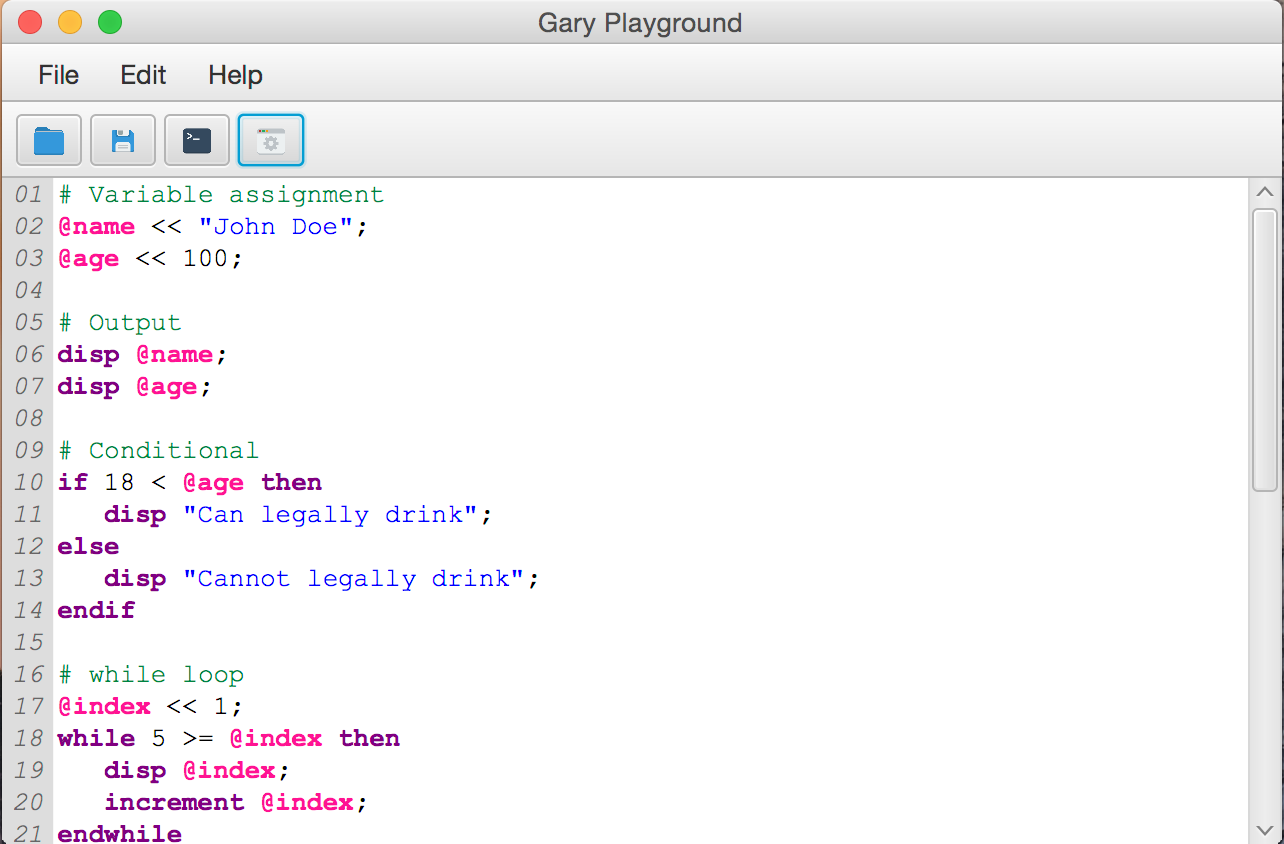 Gary Playground
File Edit Help
>_
01 # Variable assignment
02 @name << "John Doe";
03 @age << 100;
04
05 # Output
06 disp @name;
07 disp @age;
08
09 # Conditional
10 if 18 < @age then
11    disp "Can legally drink";
12 else
13    disp "Cannot legally drink";
14 endif
15
16 # while loop
17 @index << 1;
18 while 5 >= @index then
19    disp @index;
20    increment @index;
21 endwhile